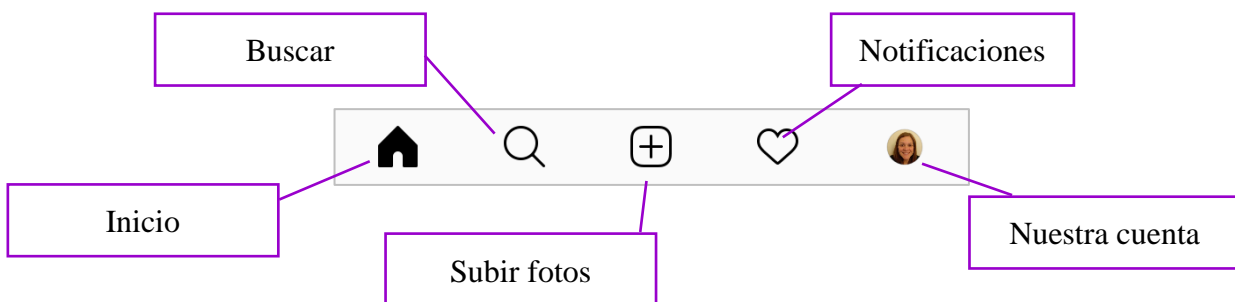 Buscar
Notificaciones
Inicio
Subir fotos
Nuestra cuenta